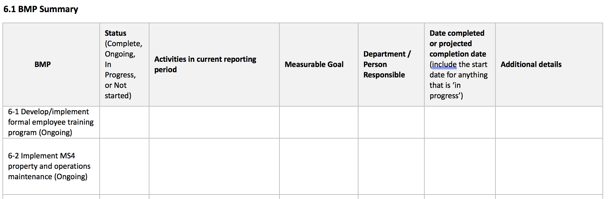 6.1 BMP Summary
BMP
Status
(Complete,
Ongoing,
In
Progress,
or Not
started)
Activities in current reporting
period
Measurable Goal
Department /
Person
Responsible
Date completed
or projected
completion date
(include the start
date for anything
that is ‘in
progress’)
Additional details
6-1 Develop/implement
formal employee training
program (Ongoing)
6-2 Implement MS4
property and operations
maintenance (Ongoing)